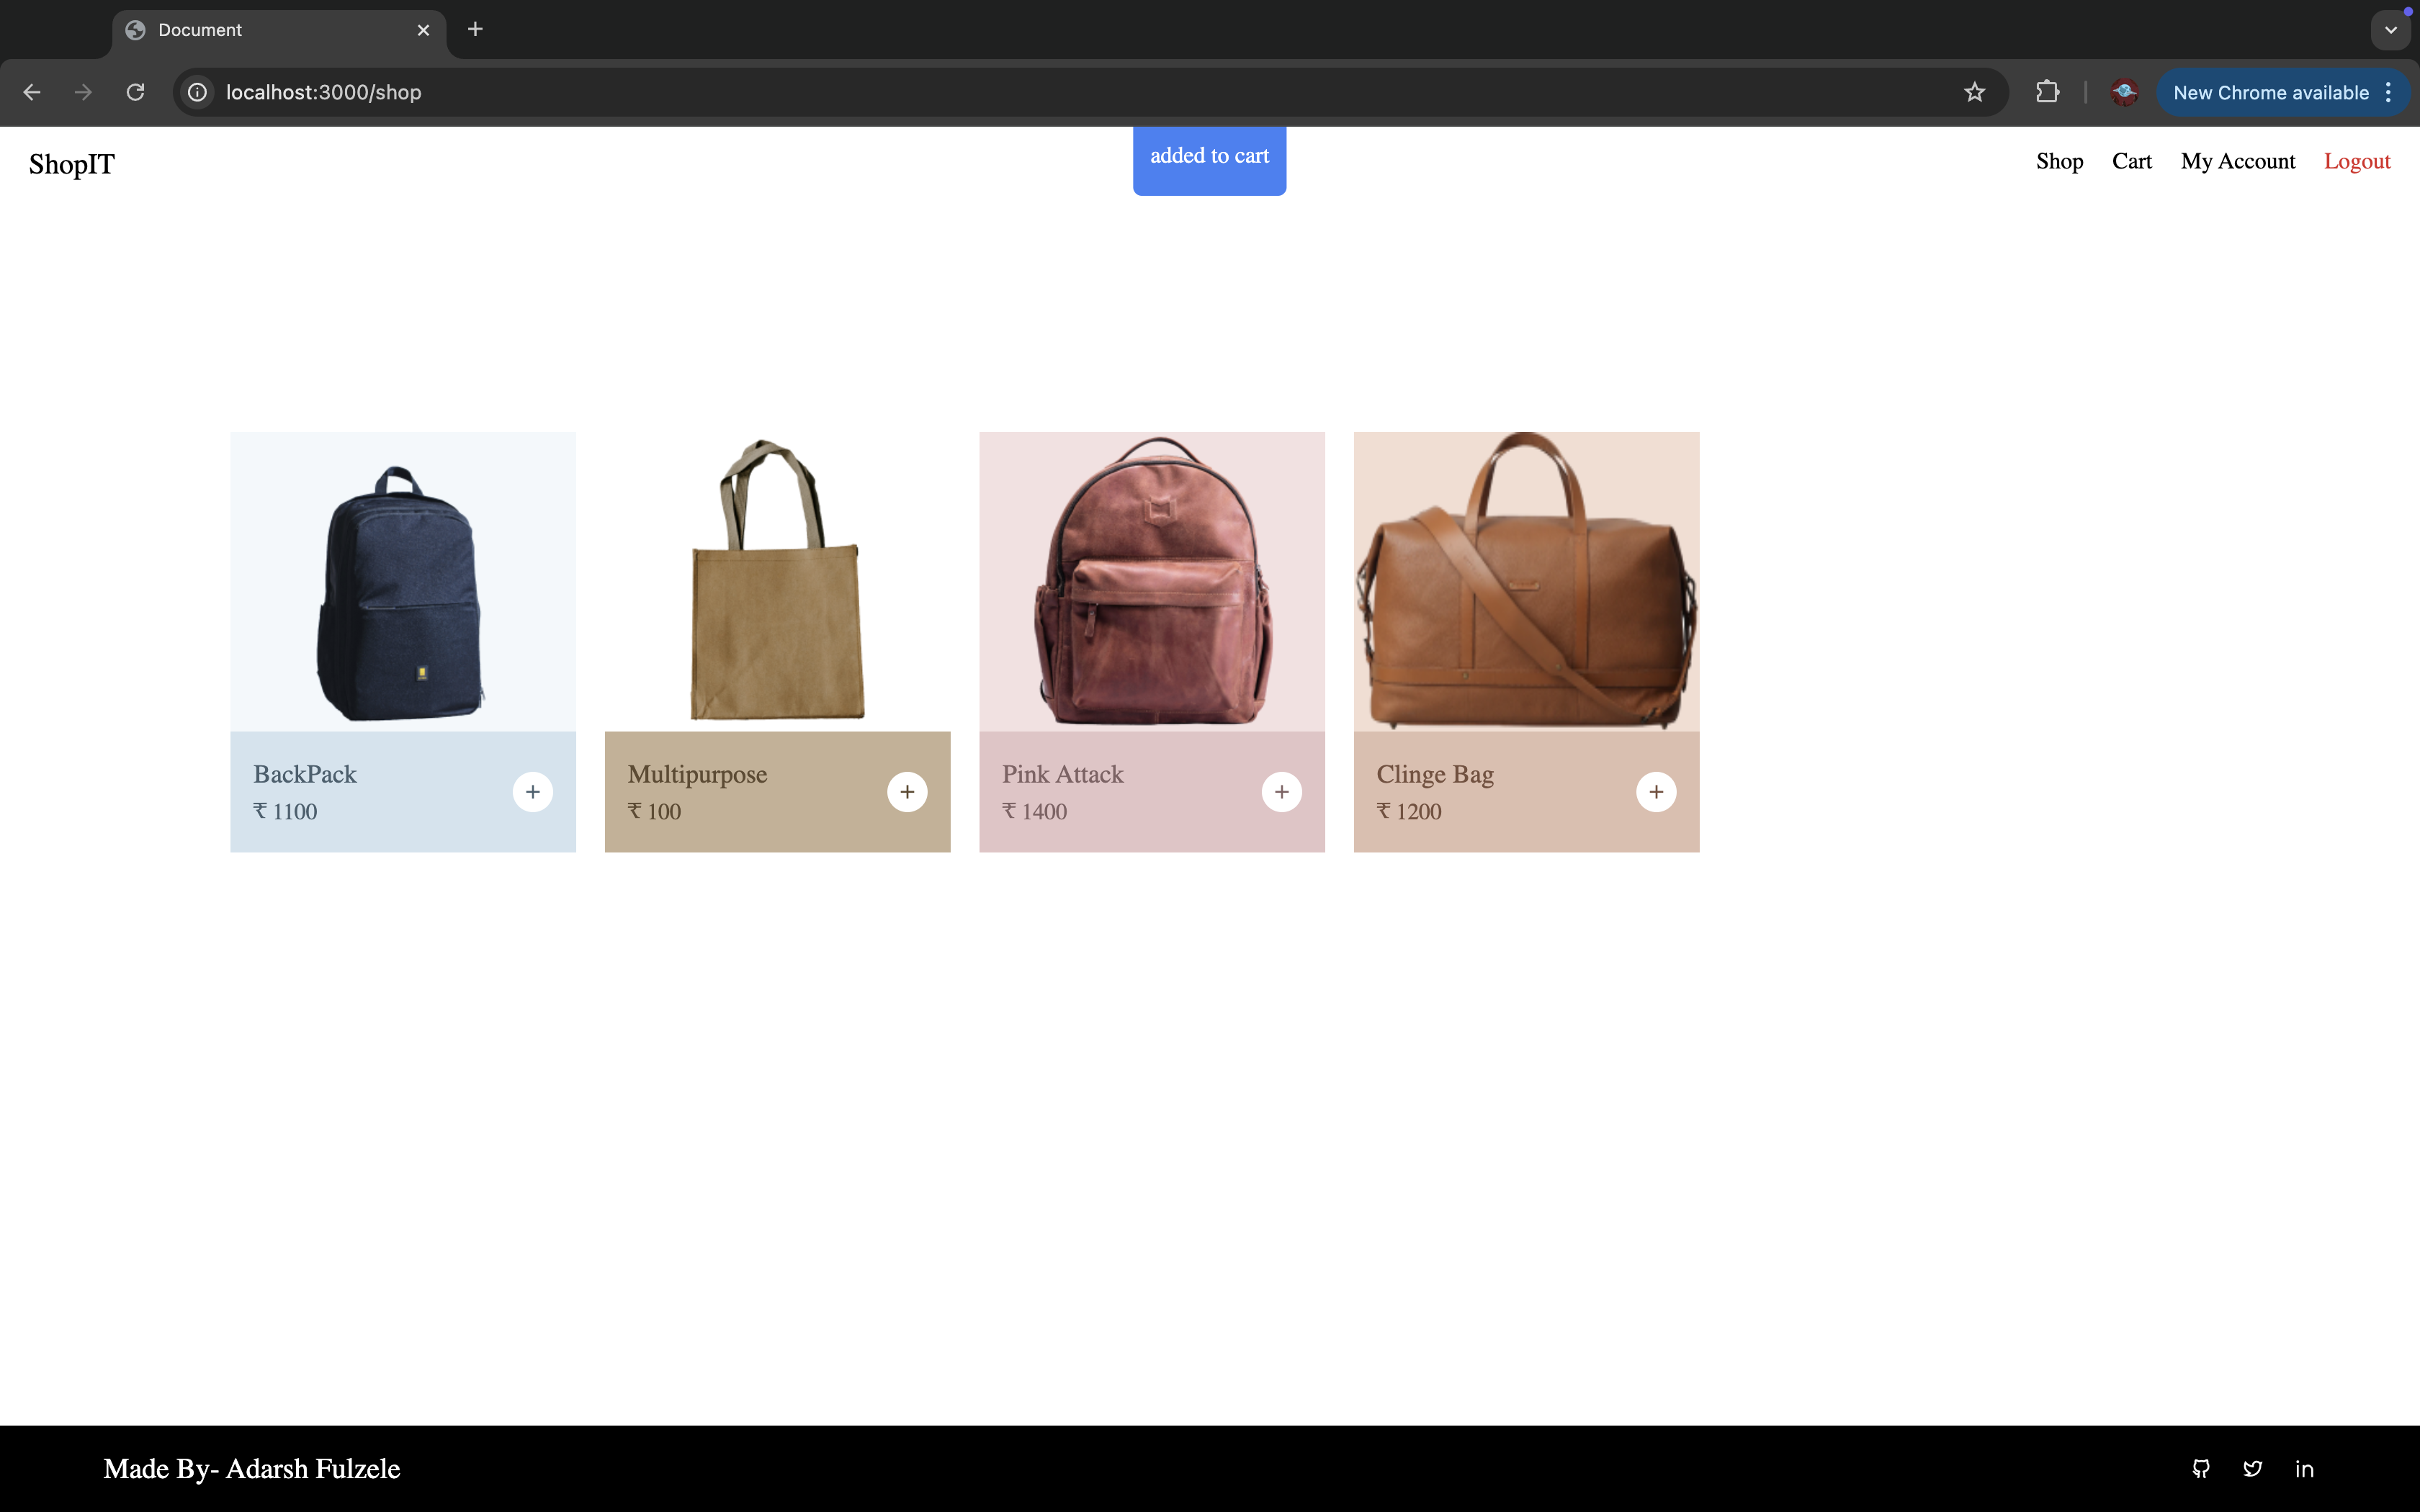 Document
localhost:3000/shop
New Chrome available
ShopIT
added to cart
Shop Cart My Account Logout
BackPack
₹ 1100
+
Multipurpose
₹ 100
+
Pink Attack
₹ 1400
+
Clinge Bag
₹ 1200
+
Made By- Adarsh Fulzele
in